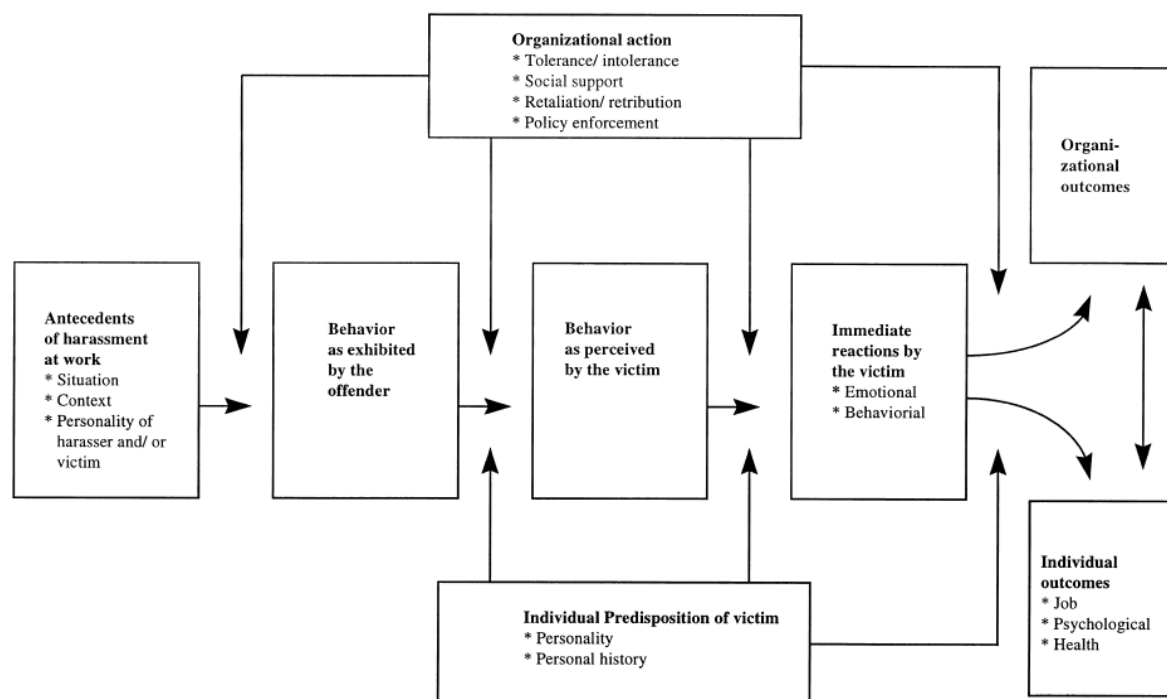 Organizational action
* Tolerance/ intolerance
* Social support
* Retaliation/ retribution
* Policy enforcement
Organi-
zational
outcomes
Antecedents
of harassment
at work
* Situation
* Context
* Personality of
harasser and/ or
victim
Behavior
as exhibited
by the
offender
Behavior
as perceived
by the victim
Immediate
reactions by
the victim
* Emotional
* Behaviorial
Individual
outcomes
* Job
* Psychological
* Health
Individual Predisposition of victim
* Personality
* Personal history